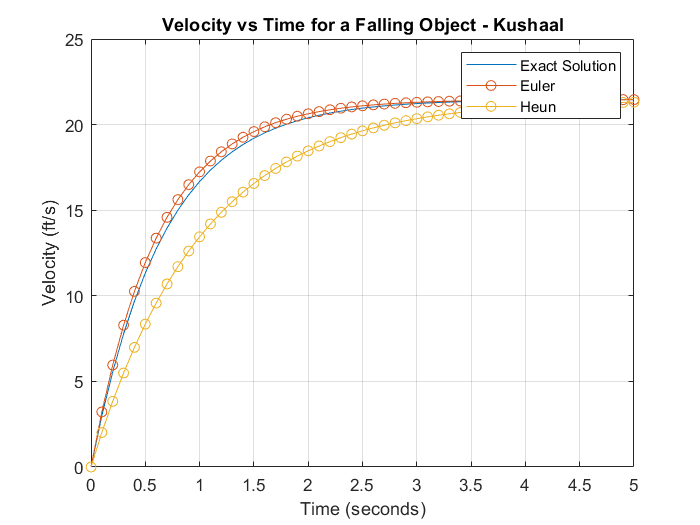 Velocity vs Time for a Falling Object - Kushaal
25
20
15
10
5
0
Velocity (ft/s)
Exact Solution
Euler
Heun
0 0.5 1 1.5 2 2.5 3 3.5 4 4.5 5
Time (seconds)